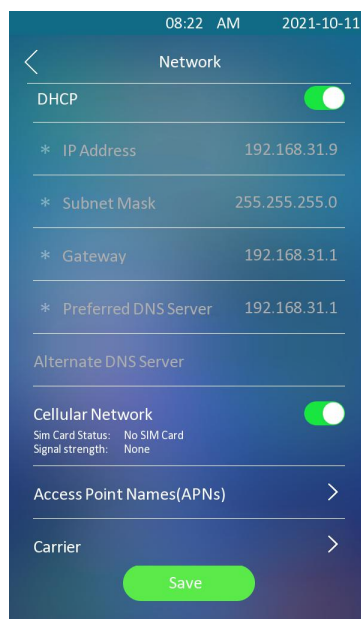 08:22 AM 2021-10-11
Network
DHCP
* IP Address 192.168.31.9
* Subnet Mask 255.255.255.0
* Gateway 192.168.31.1
* Preferred DNS Server 192.168.31.1
Alternate DNS Server
Cellular Network
Sim Card Status: No SIM Card
Signal strength: None
Access Point Names(APNs)
Carrier
Save